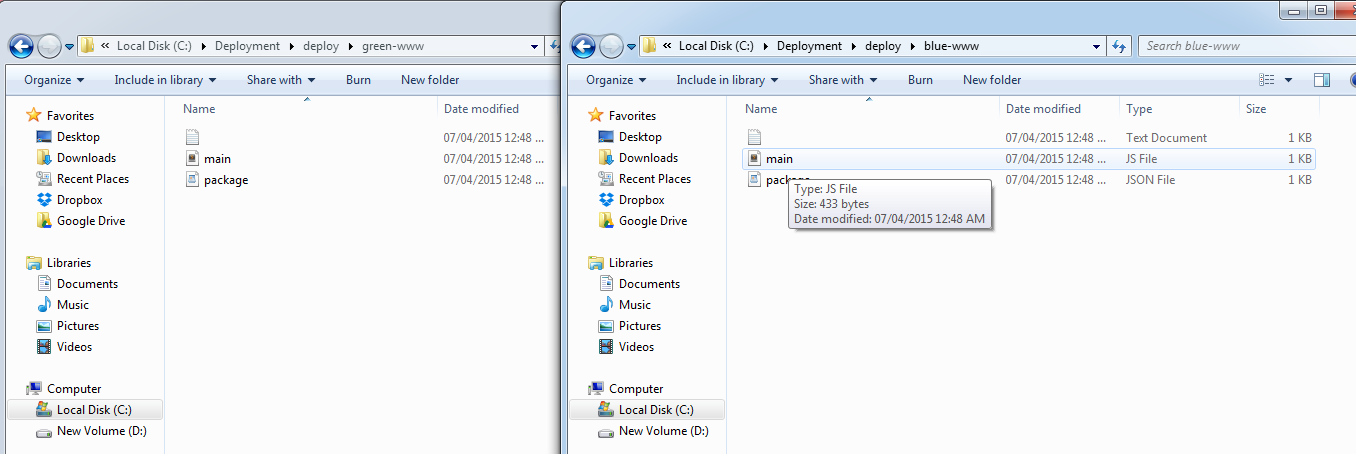 « Local Disk (C:) Deployment deploy green-www
Organize Include in library Share with Burn New folder
Favorites
Desktop
Downloads
Recent Places
Dropbox
Google Drive
Libraries
Documents
Music
Pictures
Videos
Computer
Local Disk (C:)
New Volume (D:)
Name Date modified
07/04/2015 12:48 ...
main 07/04/2015 12:48 ...
package 07/04/2015 12:48 ...
« Local Disk (C:) Deployment deploy blue-www Search blue-www
Organize Include in library Share with Burn New folder
Favorites
Desktop
Downloads
Recent Places
Dropbox
Google Drive
Libraries
Documents
Music
Pictures
Videos
Computer
Local Disk (C:)
New Volume (D:)
Name Date modified Type Size
07/04/2015 12:48 ... Text Document 1 KB
main 07/04/2015 12:48 ... JS File 1 KB
package 07/04/2015 12:48 ... JSON File 1 KB
Type: JS File
Size: 433 bytes
Date modified: 07/04/2015 12:48 AM